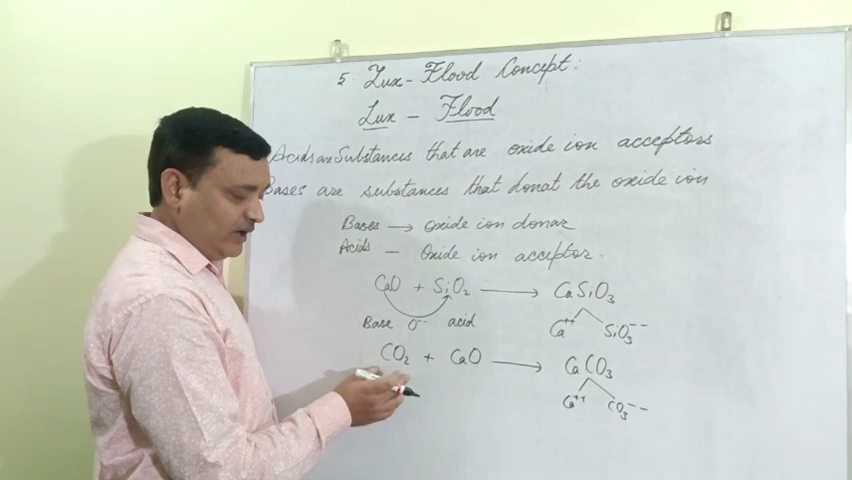 5. Lux-Flood Concept:
Lux - Flood
Acids are Substances that are oxide ion acceptors
Bases are substances that donat the oxide ion
Bases → oxide ion donar
Acids - Oxide ion acceptor.
CaO + SiO₂ → CaSiO₃
Base O⁻⁻ acid Ca⁺⁺ SiO₃⁻⁻
CO₂ + CaO → CaCO₃
Ca⁺⁺ CO₃⁻⁻